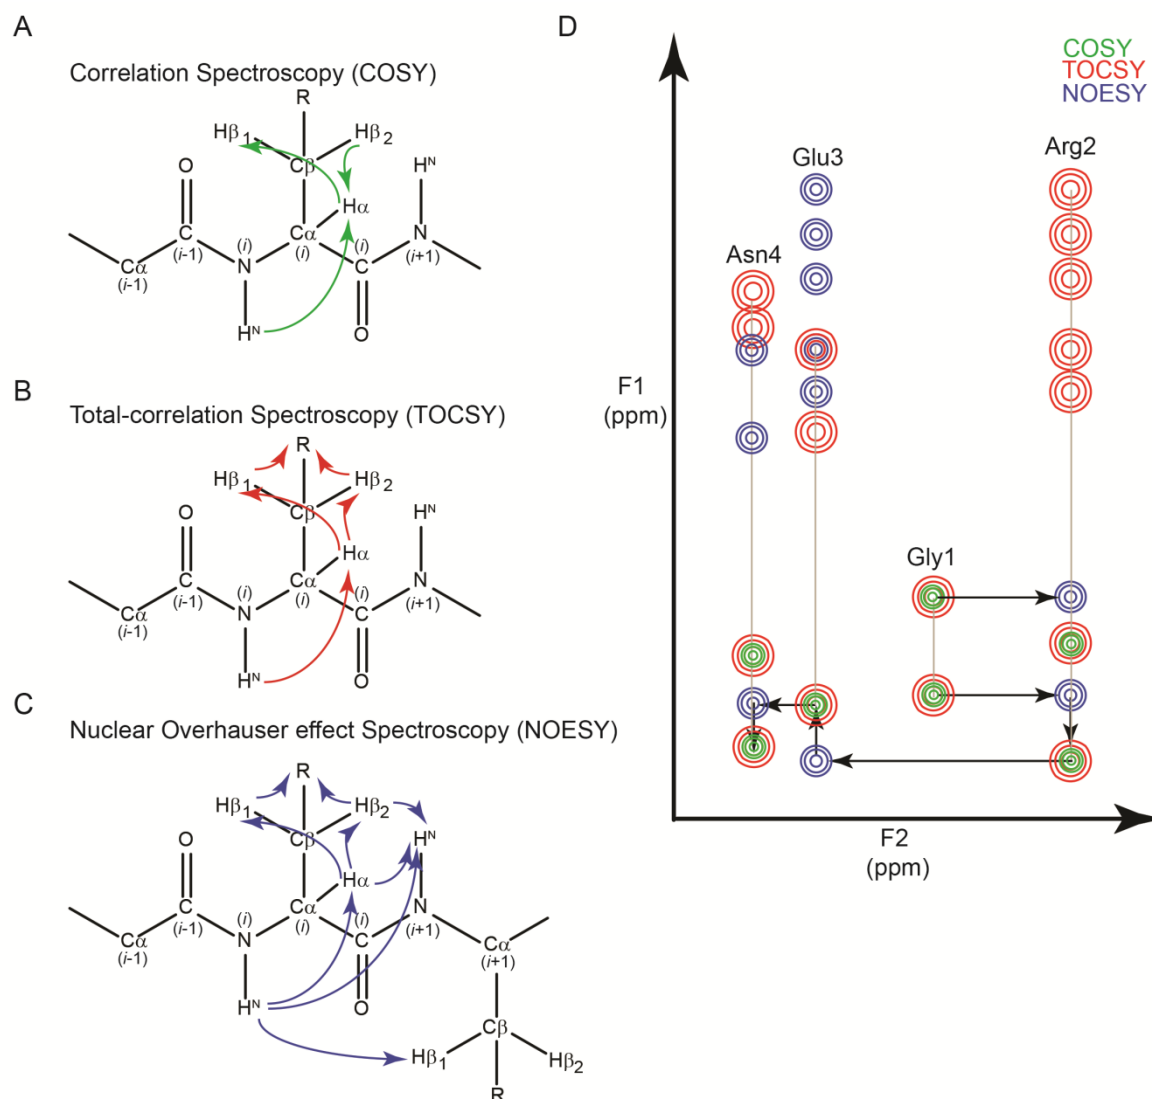 A
Correlation Spectroscopy (COSY)
R
Hβ1 Hβ2
O Cβ Hᴺ
Hα
C (i) Cα (i) N
Cα (i-1) N (i) C (i+1)
(i-1)
Hᴺ O
B
Total-correlation Spectroscopy (TOCSY)
R
Hβ1 Hβ2
O Cβ Hᴺ
Hα
C (i) Cα (i) N
Cα (i-1) N (i) C (i+1)
(i-1)
Hᴺ O
C
Nuclear Overhauser effect Spectroscopy (NOESY)
R
Hβ1 Hβ2
O Cβ Hᴺ
Hα
C (i) Cα (i) N
Cα (i-1) N (i) C (i+1) Cα
(i-1) (i+1)
Hᴺ O
Cβ
Hβ1 Hβ2
R
D
COSY
TOCSY
NOESY
Arg2
Glu3
Asn4
F1
(ppm)
Gly1
F2
(ppm)